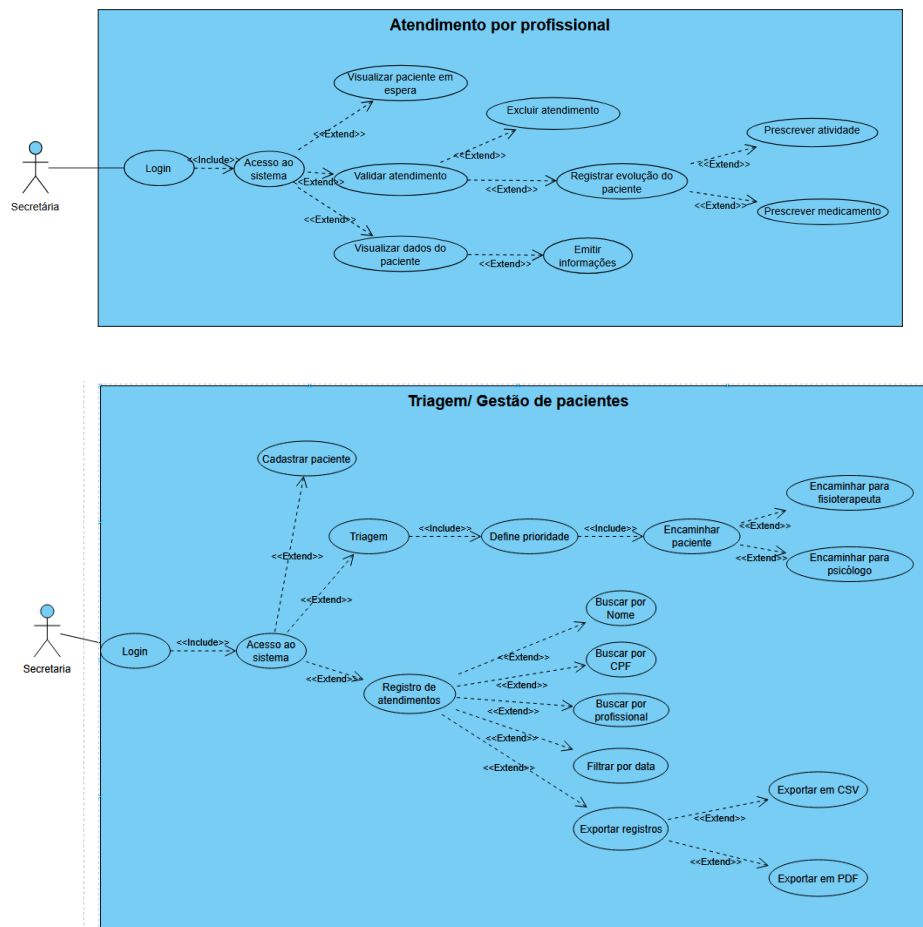 Atendimento por profissional
Visualizar paciente em
espera
Excluir atendimento
Prescrever atividade
<<Extend>>
<<Extend>>
<<Extend>>
Login
<<Include>>
Acesso ao
sistema
<<Extend>>
Validar atendimento
<<Extend>>
Registrar evolução do
paciente
<<Extend>>
Prescrever medicamento
Secretária
<<Extend>>
Visualizar dados do
paciente
<<Extend>>
Emitir
informações
Triagem/ Gestão de pacientes
Cadastrar paciente
Encaminhar para
fisioterapeuta
<<Extend>>
Triagem
<<Include>>
Define prioridade
<<Include>>
Encaminhar
paciente
<<Extend>>
<<Extend>>
Encaminhar para
psicólogo
<<Extend>>
Buscar por
Nome
Secretaria
Login
<<Include>>
Acesso ao
sistema
<<Extend>>
<<Extend>>
Buscar por
CPF
Registro de
atendimentos
<<Extend>>
<<Extend>>
Buscar por
profissional
<<Extend>>
Filtrar por data
<<Extend>>
Exportar em CSV
Exportar registros
<<Extend>>
<<Extend>>
Exportar em PDF